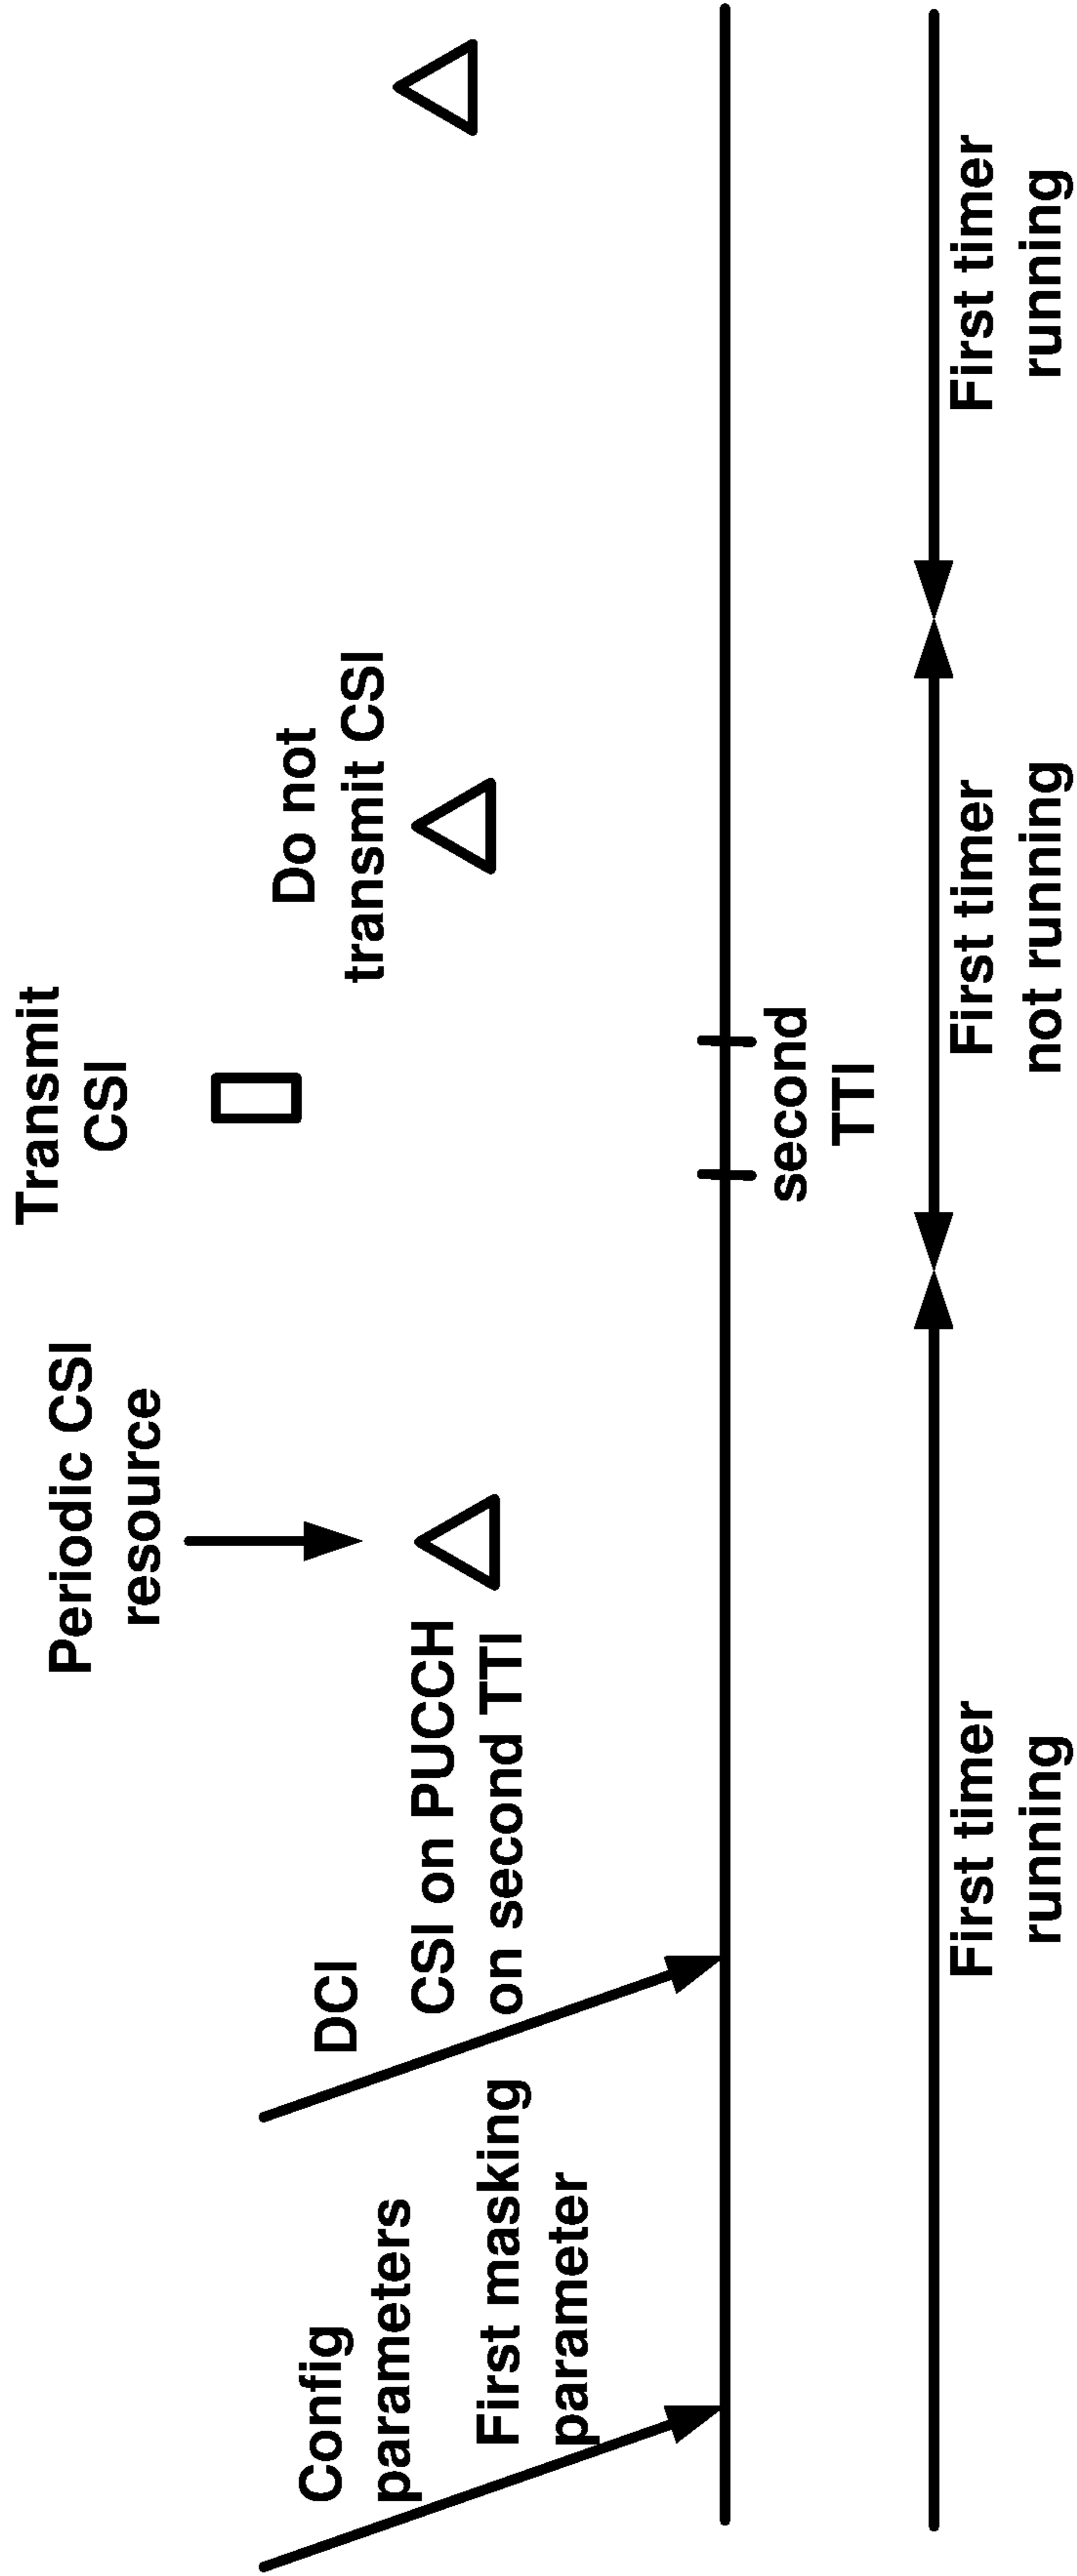 Config
parameters
First masking
parameter
DCI
CSI on PUCCH
on second TTI
Periodic CSI
resource
Transmit
CSI
Do not
transmit CSI
second
TTI
First timer
running
First timer
not running
First timer
running